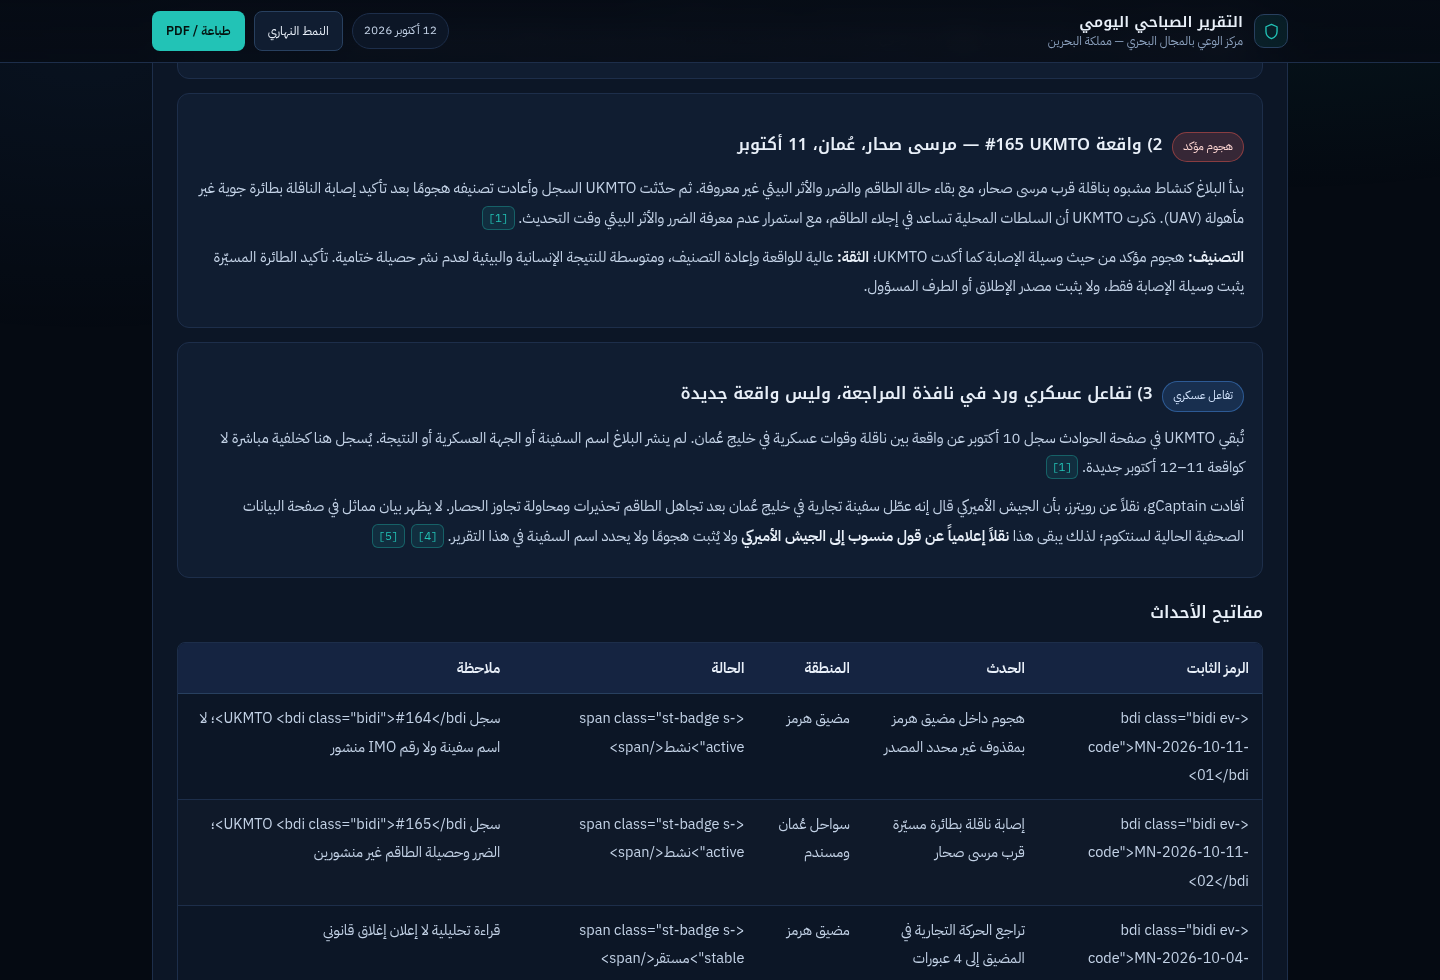 التقرير الصباحي اليومي
مركز الوعي بالمجال البحري — مملكة البحرين
12 أكتوبر 2026
النمط النهاري
طباعة / PDF
هجوم مؤكد
2) واقعة UKMTO #165 — مرسى صحار، عُمان، 11 أكتوبر
بدأ البلاغ كنشاط مشبوه بناقلة قرب مرسى صحار، مع بقاء حالة الطاقم والضرر والأثر البيئي غير معروفة. ثم حدّثت UKMTO السجل وأعادت تصنيفه هجومًا بعد تأكيد إصابة الناقلة بطائرة جوية غير
مأهولة (UAV). ذكرت UKMTO أن السلطات المحلية تساعد في إجلاء الطاقم، مع استمرار عدم معرفة الضرر والأثر البيئي وقت التحديث. [1]
التصنيف: هجوم مؤكد من حيث وسيلة الإصابة كما أكدت UKMTO؛ الثقة: عالية للواقعة وإعادة التصنيف، ومتوسطة للنتيجة الإنسانية والبيئية لعدم نشر حصيلة ختامية. تأكيد الطائرة المسيّرة
يثبت وسيلة الإصابة فقط، ولا يثبت مصدر الإطلاق أو الطرف المسؤول.
تفاعل عسكري
3) تفاعل عسكري ورد في نافذة المراجعة، وليس واقعة جديدة
تُبقي UKMTO في صفحة الحوادث سجل 10 أكتوبر عن واقعة بين ناقلة وقوات عسكرية في خليج عُمان. لم ينشر البلاغ اسم السفينة أو الجهة العسكرية أو النتيجة. يُسجل هنا كخلفية مباشرة لا
كواقعة 11–12 أكتوبر جديدة. [1]
أفادت gCaptain، نقلاً عن رويترز، بأن الجيش الأميركي قال إنه عطّل سفينة تجارية في خليج عُمان بعد تجاهل الطاقم تحذيرات ومحاولة تجاوز الحصار. لا يظهر بيان مماثل في صفحة البيانات
الصحفية الحالية لسنتكوم؛ لذلك يبقى هذا نقلاً إعلامياً عن قول منسوب إلى الجيش الأميركي ولا يُثبت هجومًا ولا يحدد اسم السفينة في هذا التقرير. [4] [5]
مفاتيح الأحداث
الرمز الثابت الحدث المنطقة الحالة ملاحظة
<bdi class="bidi ev-code">MN-2026-10-11-01</bdi>
هجوم داخل مضيق هرمز
بمقذوف غير محدد المصدر
مضيق هرمز
<span class="st-badge s-active">نشط</span>
سجل UKMTO <bdi class="bidi">#164</bdi>؛ لا
اسم سفينة ولا رقم IMO منشور
<bdi class="bidi ev-code">MN-2026-10-11-02</bdi>
إصابة ناقلة بطائرة مسيّرة
قرب مرسى صحار
سواحل عُمان
ومسندم
<span class="st-badge s-active">نشط</span>
سجل UKMTO <bdi class="bidi">#165</bdi>؛
الضرر وحصيلة الطاقم غير منشورين
<bdi class="bidi ev-code">MN-2026-10-04-
تراجع الحركة التجارية في
المضيق إلى 4 عبورات
مضيق هرمز
<span class="st-badge s-stable">مستقر</span>
قراءة تحليلية لا إعلان إغلاق قانوني